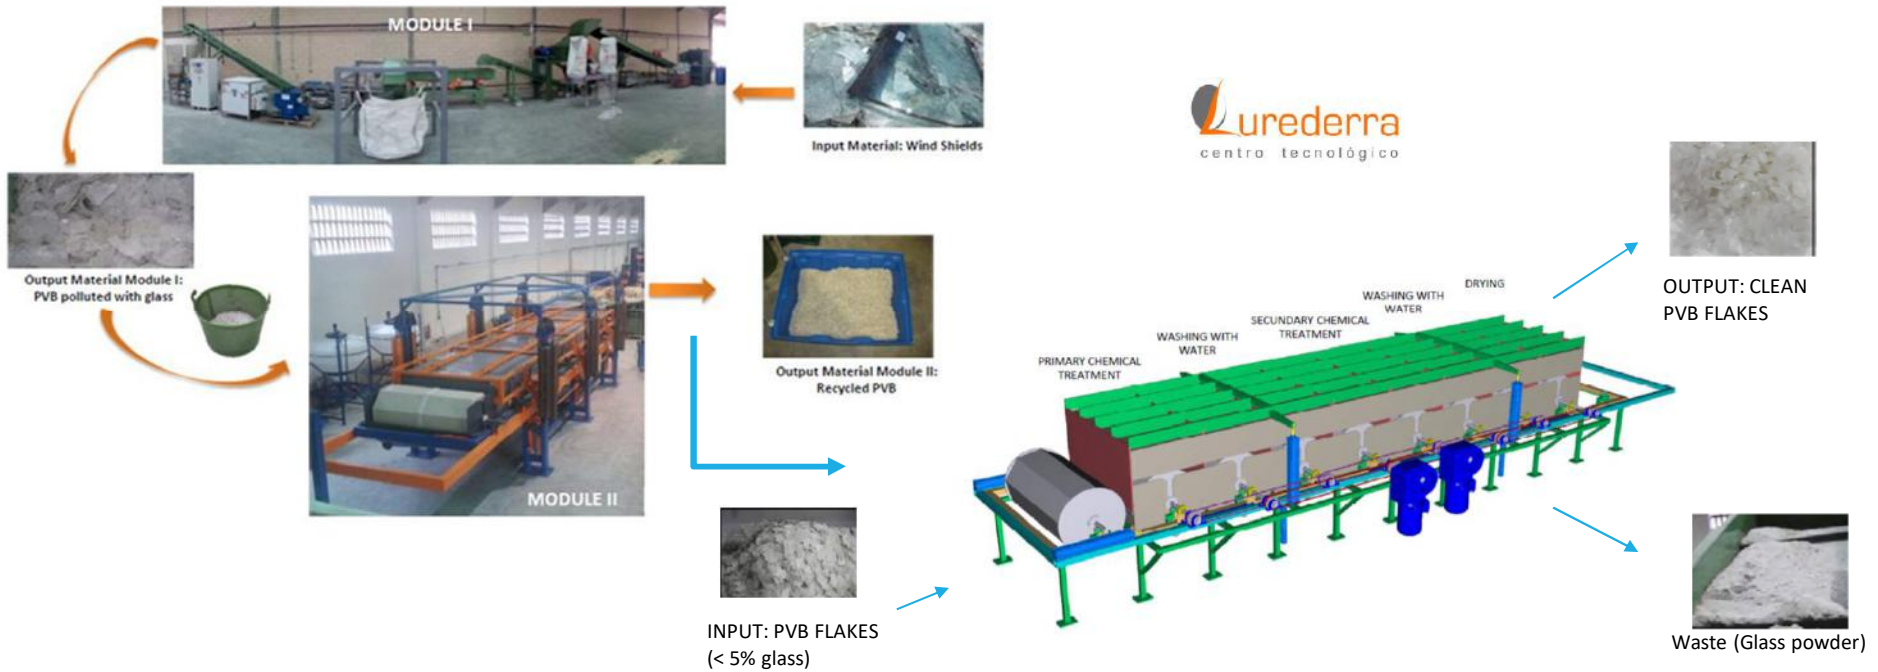 MODULE I
Input Material: Wind Shields
Lurederra
centro tecnológico
Output Material Module I:
PVB polluted with glass
MODULE II
Output Material Module II:
Recycled PVB
PRIMARY CHEMICAL
TREATMENT
WASHING WITH
WATER
SECUNDARY CHEMICAL
TREATMENT
WASHING WITH
WATER
DRYING
OUTPUT: CLEAN
PVB FLAKES
INPUT: PVB FLAKES
(< 5% glass)
Waste (Glass powder)